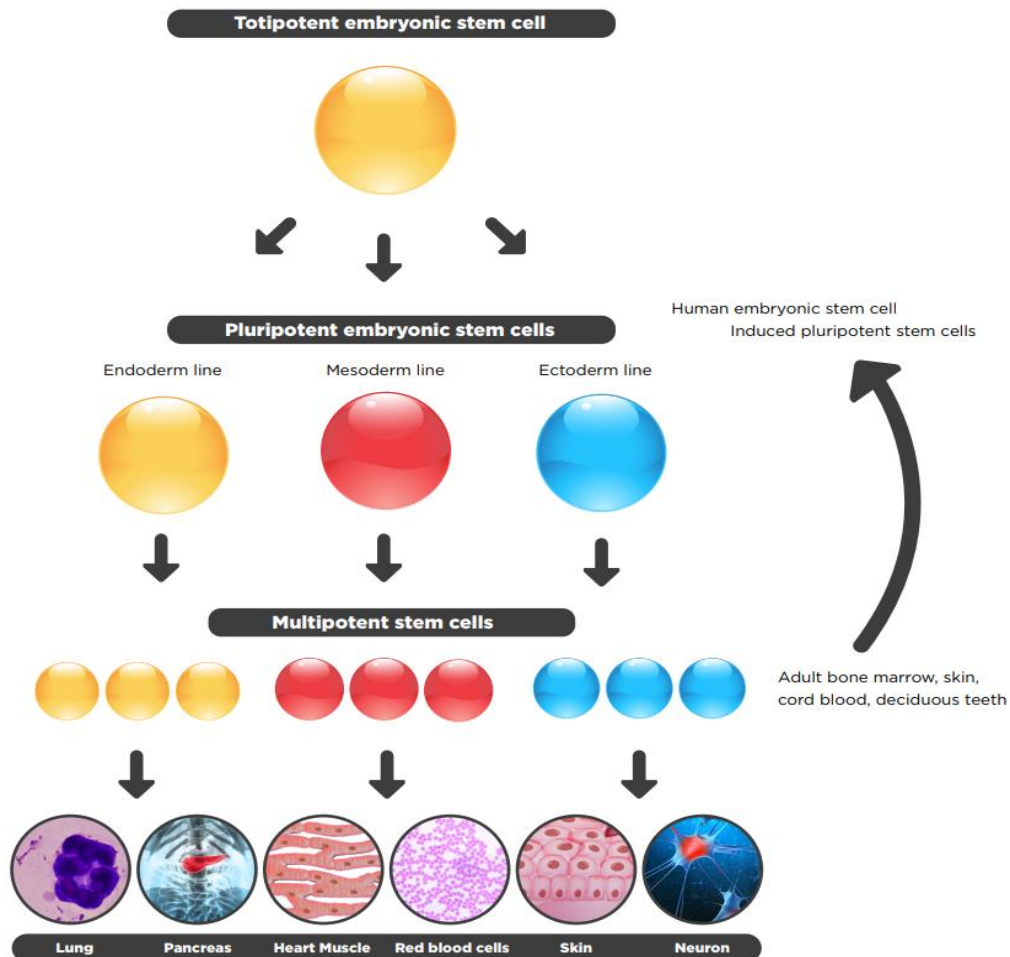 Totipotent embryonic stem cell
Human embryonic stem cell
Induced pluripotent stem cells
Pluripotent embryonic stem cells
Endoderm line
Mesoderm line
Ectoderm line
Multipotent stem cells
Adult bone marrow, skin,
cord blood, deciduous teeth
Lung
Pancreas
Heart Muscle
Red blood cells
Skin
Neuron